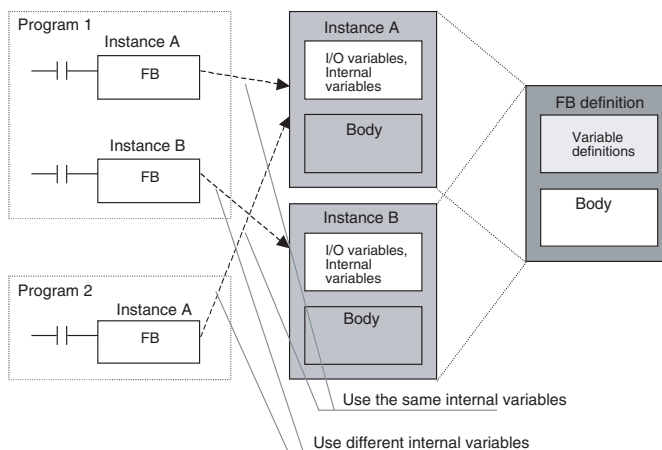 Program 1
Instance A
FB
Instance B
FB
Program 2
Instance A
FB
Instance A
I/O variables,
Internal
variables
Body
Instance B
I/O variables,
Internal
variables
Body
FB definition
Variable
definitions
Body
Use the same internal variables
Use different internal variables